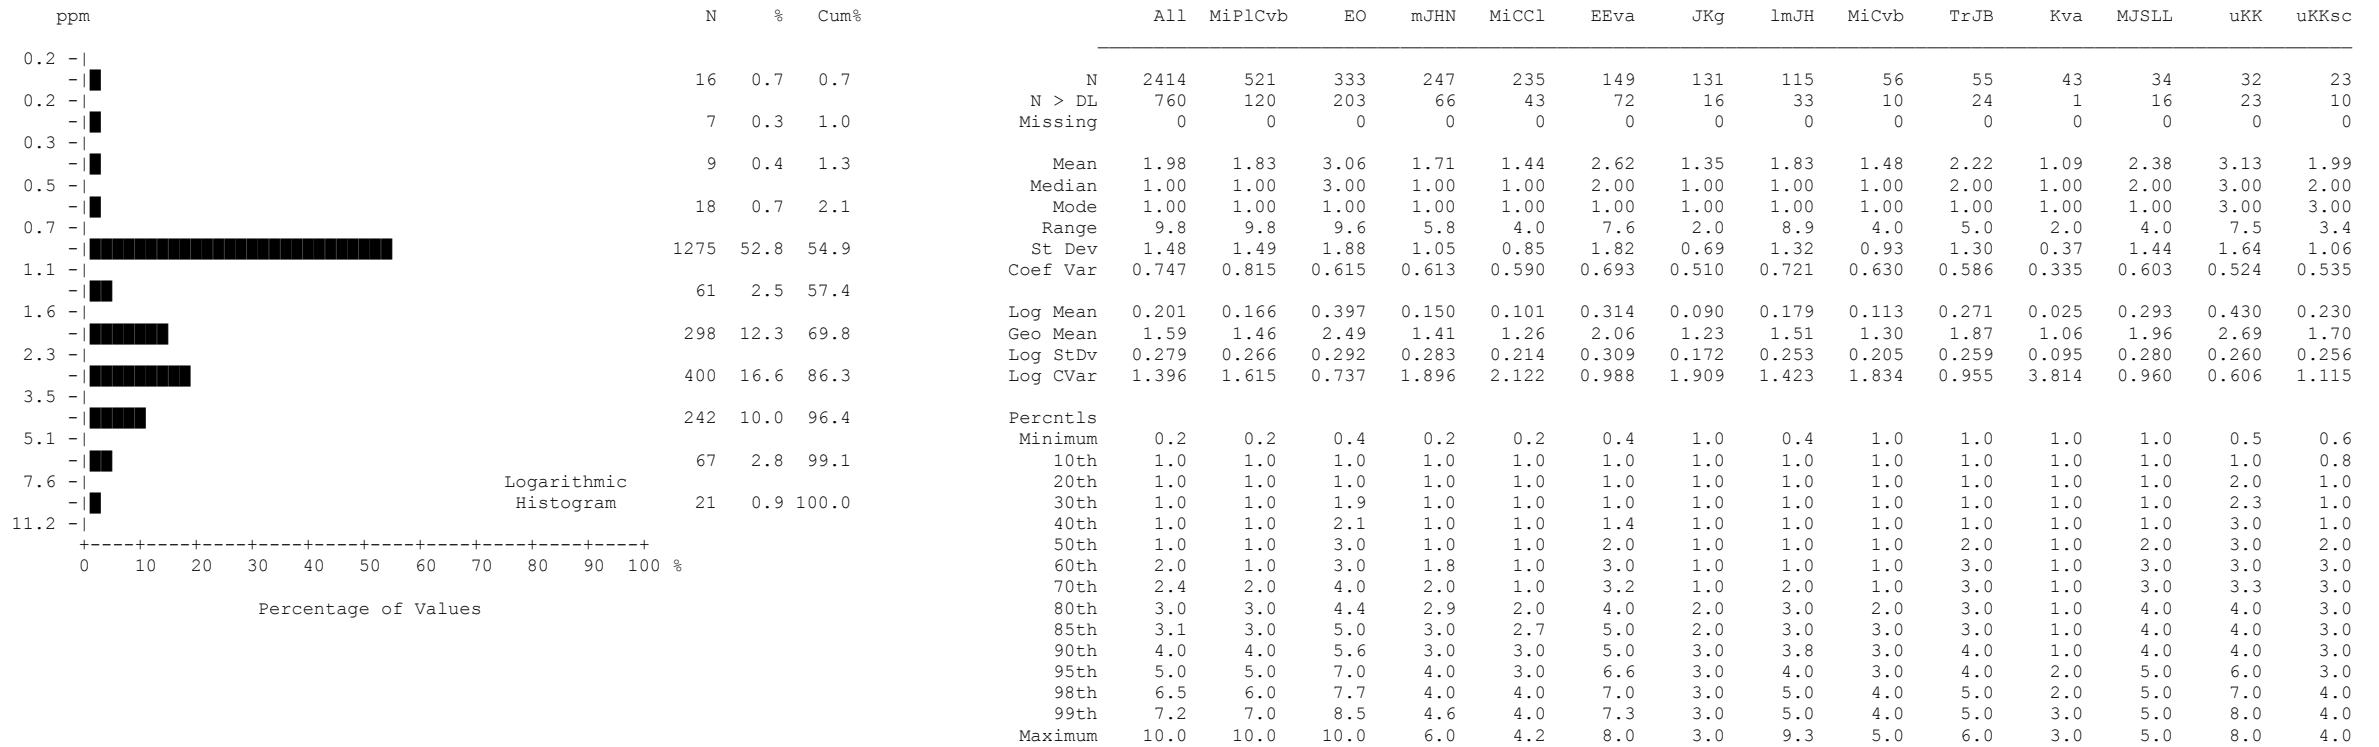 ppm N % Cum% All MiPlCvb EO mJHN MiCCl EEva JKg lmJH MiCvb TrJB Kva MJSLL uKK uKKsc
0.2 -|
-| 16 0.7 0.7 N 2414 521 333 247 235 149 131 115 56 55 43 34 32 23
0.2 -| N > DL 760 120 203 66 43 72 16 33 10 24 1 16 23 10
-| 7 0.3 1.0 Missing 0 0 0 0 0 0 0 0 0 0 0 0 0 0
0.3 -|
-| 9 0.4 1.3 Mean 1.98 1.83 3.06 1.71 1.44 2.62 1.35 1.83 1.48 2.22 1.09 2.38 3.13 1.99
0.5 -| Median 1.00 1.00 3.00 1.00 1.00 2.00 1.00 1.00 1.00 2.00 1.00 2.00 3.00 2.00
-| 18 0.7 2.1 Mode 1.00 1.00 1.00 1.00 1.00 1.00 1.00 1.00 1.00 1.00 1.00 1.00 3.00 3.00
0.7 -| Range 9.8 9.8 9.6 5.8 4.0 7.6 2.0 8.9 4.0 5.0 2.0 4.0 7.5 3.4
-| 1275 52.8 54.9 St Dev 1.48 1.49 1.88 1.05 0.85 1.82 0.69 1.32 0.93 1.30 0.37 1.44 1.64 1.06
1.1 -| Coef Var 0.747 0.815 0.615 0.613 0.590 0.693 0.510 0.721 0.630 0.586 0.335 0.603 0.524 0.535
-| 61 2.5 57.4
1.6 -| Log Mean 0.201 0.166 0.397 0.150 0.101 0.314 0.090 0.179 0.113 0.271 0.025 0.293 0.430 0.230
-| 298 12.3 69.8 Geo Mean 1.59 1.46 2.49 1.41 1.26 2.06 1.23 1.51 1.30 1.87 1.06 1.96 2.69 1.70
2.3 -| Log StDv 0.279 0.266 0.292 0.283 0.214 0.309 0.172 0.253 0.205 0.259 0.095 0.280 0.260 0.256
-| 400 16.6 86.3 Log CVar 1.396 1.615 0.737 1.896 2.122 0.988 1.909 1.423 1.834 0.955 3.814 0.960 0.606 1.115
3.5 -|
-| 242 10.0 96.4 Percntls
5.1 -| Minimum 0.2 0.2 0.4 0.2 0.2 0.4 1.0 0.4 1.0 1.0 1.0 1.0 0.5 0.6
-| 67 2.8 99.1 10th 1.0 1.0 1.0 1.0 1.0 1.0 1.0 1.0 1.0 1.0 1.0 1.0 1.0 0.8
7.6 -| Logarithmic 20th 1.0 1.0 1.0 1.0 1.0 1.0 1.0 1.0 1.0 1.0 1.0 1.0 2.0 1.0
-| Histogram 21 0.9 100.0 30th 1.0 1.0 1.9 1.0 1.0 1.0 1.0 1.0 1.0 1.0 1.0 1.0 2.3 1.0
11.2 -| 40th 1.0 1.0 2.1 1.0 1.0 1.4 1.0 1.0 1.0 1.0 1.0 1.0 3.0 1.0
+----+----+----+----+----+----+----+----+----+----+ 50th 1.0 1.0 3.0 1.0 1.0 2.0 1.0 1.0 1.0 2.0 1.0 2.0 3.0 2.0
0 10 20 30 40 50 60 70 80 90 100 % 60th 2.0 1.0 3.0 1.8 1.0 3.0 1.0 1.0 1.0 3.0 1.0 3.0 3.0 3.0
70th 2.4 2.0 4.0 2.0 1.0 3.2 1.0 2.0 1.0 3.0 1.0 3.0 3.3 3.0
Percentage of Values 80th 3.0 3.0 4.4 2.9 2.0 4.0 2.0 3.0 2.0 3.0 1.0 4.0 4.0 3.0
85th 3.1 3.0 5.0 3.0 2.7 5.0 2.0 3.0 3.0 3.0 1.0 4.0 4.0 3.0
90th 4.0 4.0 5.6 3.0 3.0 5.0 3.0 3.8 3.0 4.0 1.0 4.0 4.0 3.0
95th 5.0 5.0 7.0 4.0 3.0 6.6 3.0 4.0 3.0 4.0 2.0 5.0 6.0 3.0
98th 6.5 6.0 7.7 4.0 4.0 7.0 3.0 5.0 4.0 5.0 2.0 5.0 7.0 4.0
99th 7.2 7.0 8.5 4.6 4.0 7.3 3.0 5.0 4.0 5.0 3.0 5.0 8.0 4.0
Maximum 10.0 10.0 10.0 6.0 4.2 8.0 3.0 9.3 5.0 6.0 3.0 5.0 8.0 4.0